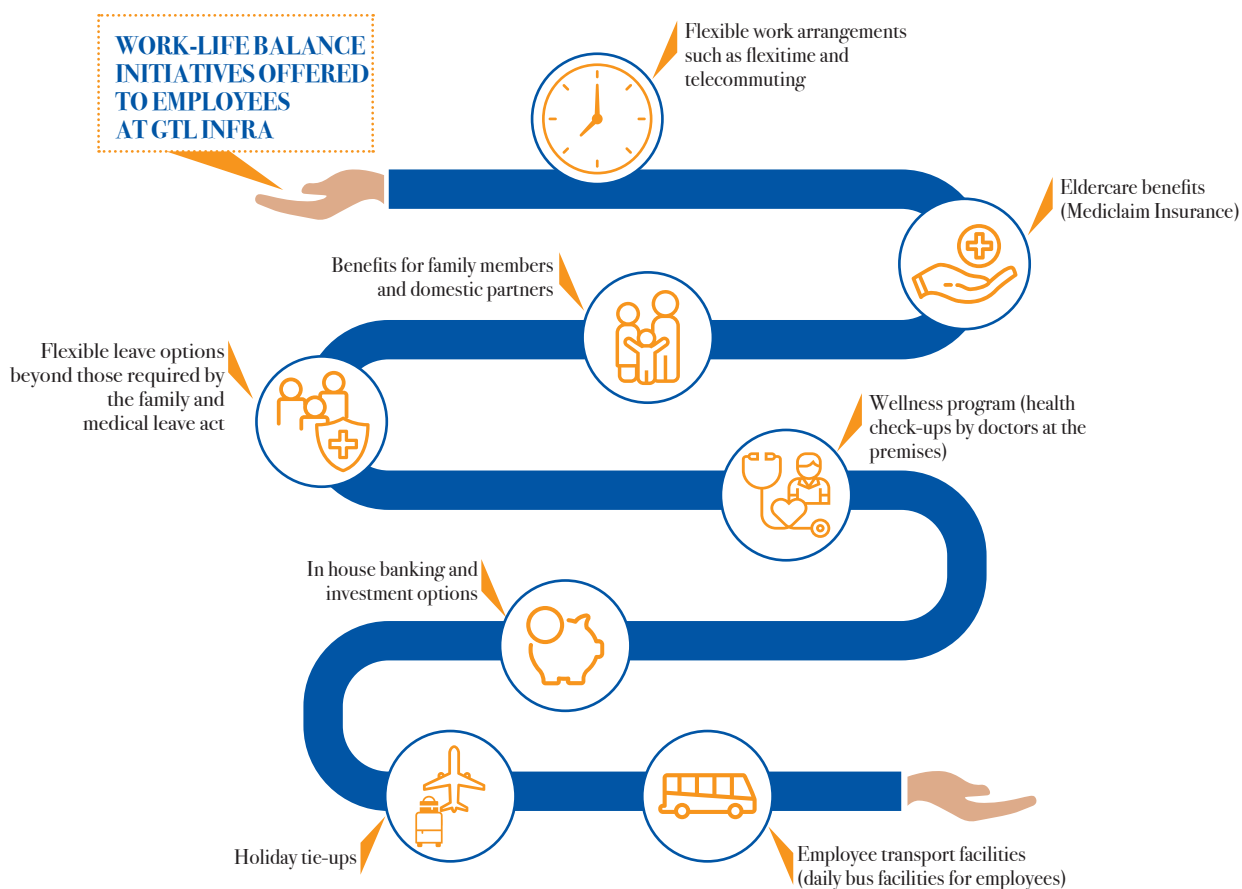 WORK-LIFE BALANCE
INITIATIVES OFFERED
TO EMPLOYEES
AT GTL INFRA
Flexible work arrangements
such as flexitime and
telecommuting
Eldercare benefits
(Mediclaim Insurance)
Benefits for family members
and domestic partners
Flexible leave options
beyond those required by
the family and
medical leave act
Wellness program (health
check-ups by doctors at the
premises)
In house banking and
investment options
Holiday tie-ups
Employee transport facilities
(daily bus facilities for employees)